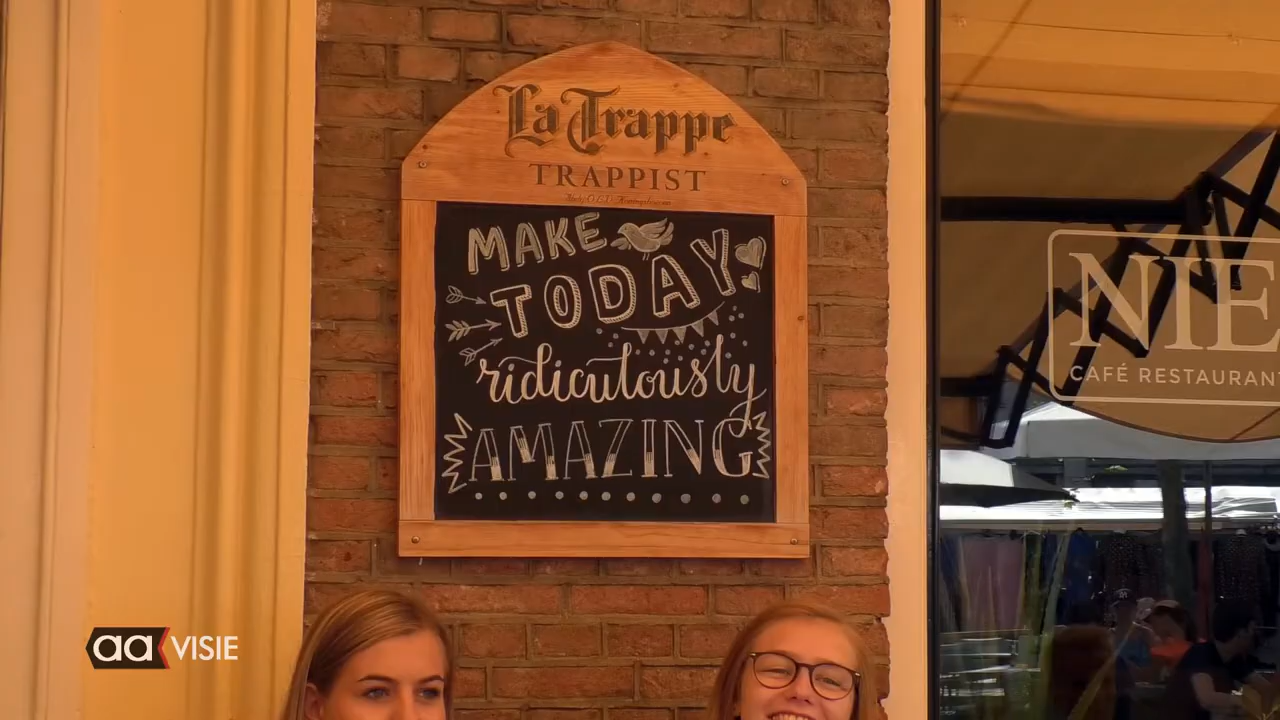 La Trappe
TRAPPIST
MAKE
TODAY
ridiculously
AMAZING
NIE
CAFÉ RESTAURANT
aa VISIE